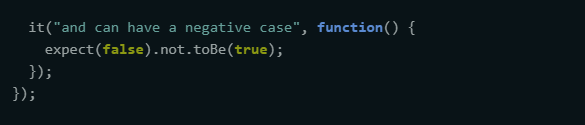 it("and can have a negative case", function() {
expect(false).not.toBe(true);
});
});